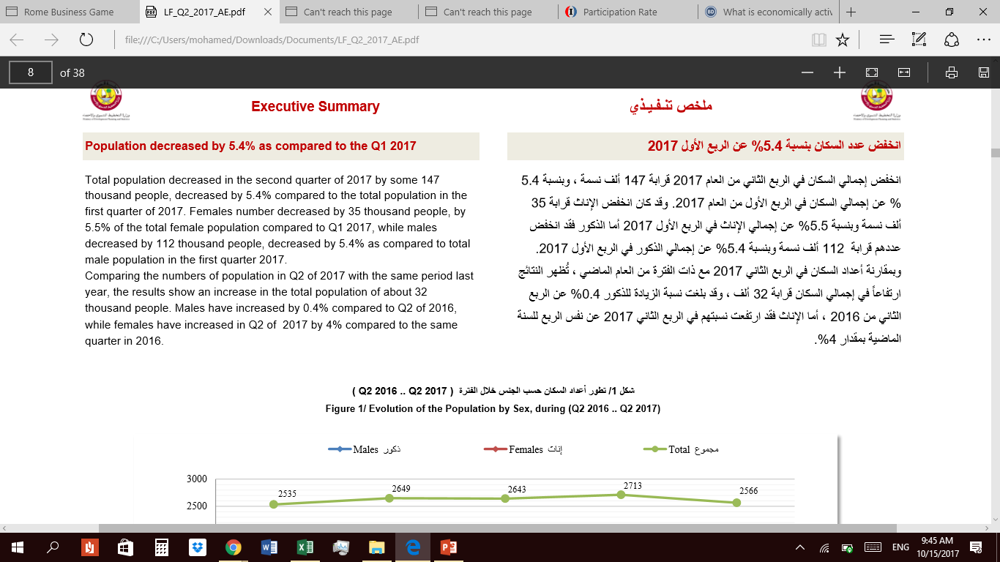 Rome Business Game
LF_Q2_2017_AE.pdf
Can't reach this page
Can't reach this page
Participation Rate
What is economically activ
file:///C:/Users/mohamed/Downloads/Documents/LF_Q2_2017_AE.pdf
8 of 38
Executive Summary
ملخص تنـفـيـذي
Population decreased by 5.4% as compared to the Q1 2017
Total population decreased in the second quarter of 2017 by some 147
thousand people, decreased by 5.4% compared to the total population in the
first quarter of 2017. Females number decreased by 35 thousand people, by
5.5% of the total female population compared to Q1 2017, while males
decreased by 112 thousand people, decreased by 5.4% as compared to total
male population in the first quarter 2017.
Comparing the numbers of population in Q2 of 2017 with the same period last
year, the results show an increase in the total population of about 32
thousand people. Males have increased by 0.4% compared to Q2 of 2016,
while females have increased in Q2 of 2017 by 4% compared to the same
quarter in 2016.
انخفض عدد السكان بنسبة 5.4% عن الربع الأول 2017
انخفض إجمالي السكان في الربع الثاني من العام 2017 قرابة 147 ألف نسمة ، وبنسبة 5.4
% عن إجمالي السكان في الربع الأول من العام 2017. وقد كان انخفض الإناث قرابة 35
ألف نسمة وبنسبة 5.5% عن إجمالي الإناث في الربع الأول 2017 أما الذكور فقد انخفض
عددهم قرابة 112 ألف نسمة وبنسبة 5.4% عن إجمالي الذكور في الربع الأول 2017.
وبمقارنة أعداد السكان في الربع الثاني 2017 مع ذات الفترة من العام الماضي ، تُظهر النتائج
ارتفاعاً في إجمالي السكان قرابة 32 ألف ، وقد بلغت نسبة الزيادة للذكور 0.4% عن الربع
الثاني من 2016 ، أما الإناث فقد ارتفعت نسبتهم في الربع الثاني 2017 عن نفس الربع للسنة
الماضية بمقدار 4%.
شكل 1/ تطور أعداد السكان حسب الجنس خلال الفترة ( Q2 2016 .. Q2 2017 )
Figure 1/ Evolution of the Population by Sex, during (Q2 2016 .. Q2 2017)
Males ذكور
Females إناث
Total مجموع
3000
2535
2649
2643
2713
2566
2500
ENG
9:45 AM
10/15/2017